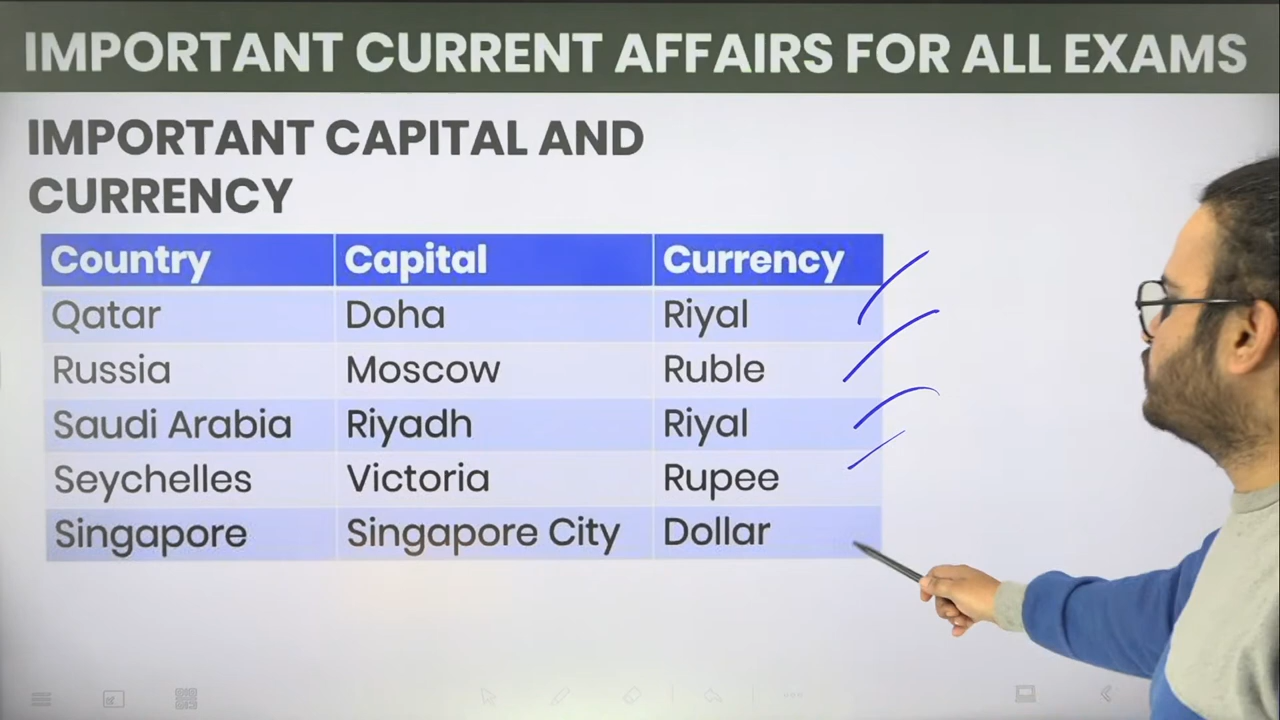 IMPORTANT CURRENT AFFAIRS FOR ALL EXAMS
IMPORTANT CAPITAL AND
CURRENCY
Country Capital Currency
Qatar Doha Riyal
Russia Moscow Ruble
Saudi Arabia Riyadh Riyal
Seychelles Victoria Rupee
Singapore Singapore City Dollar